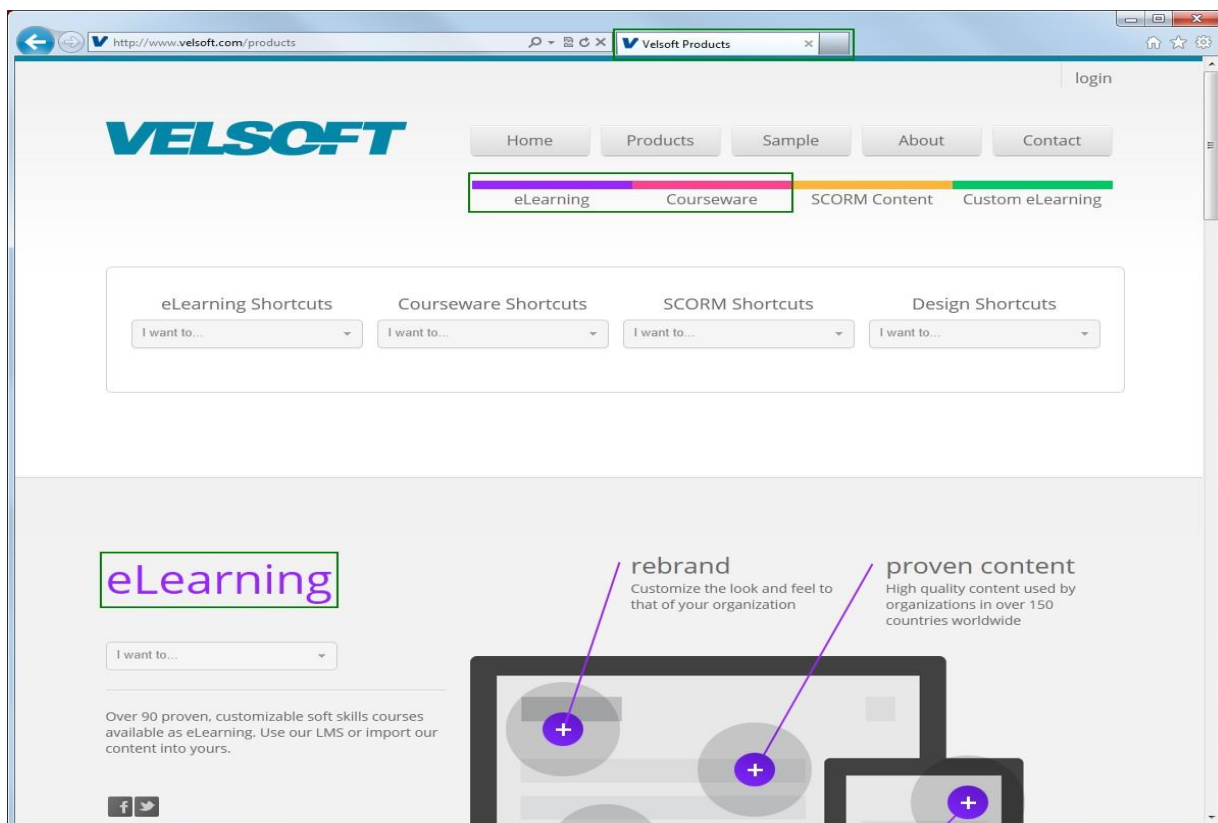 http://www.velsoft.com/products
Velsoft Products
login
VELSOFT
Home Products Sample About Contact
eLearning Courseware SCORM Content Custom eLearning
eLearning Shortcuts Courseware Shortcuts SCORM Shortcuts Design Shortcuts
I want to... I want to... I want to... I want to...
eLearning
I want to...
Over 90 proven, customizable soft skills courses
available as eLearning. Use our LMS or import our
content into yours.
rebrand
Customize the look and feel to
that of your organization
proven content
High quality content used by
organizations in over 150
countries worldwide